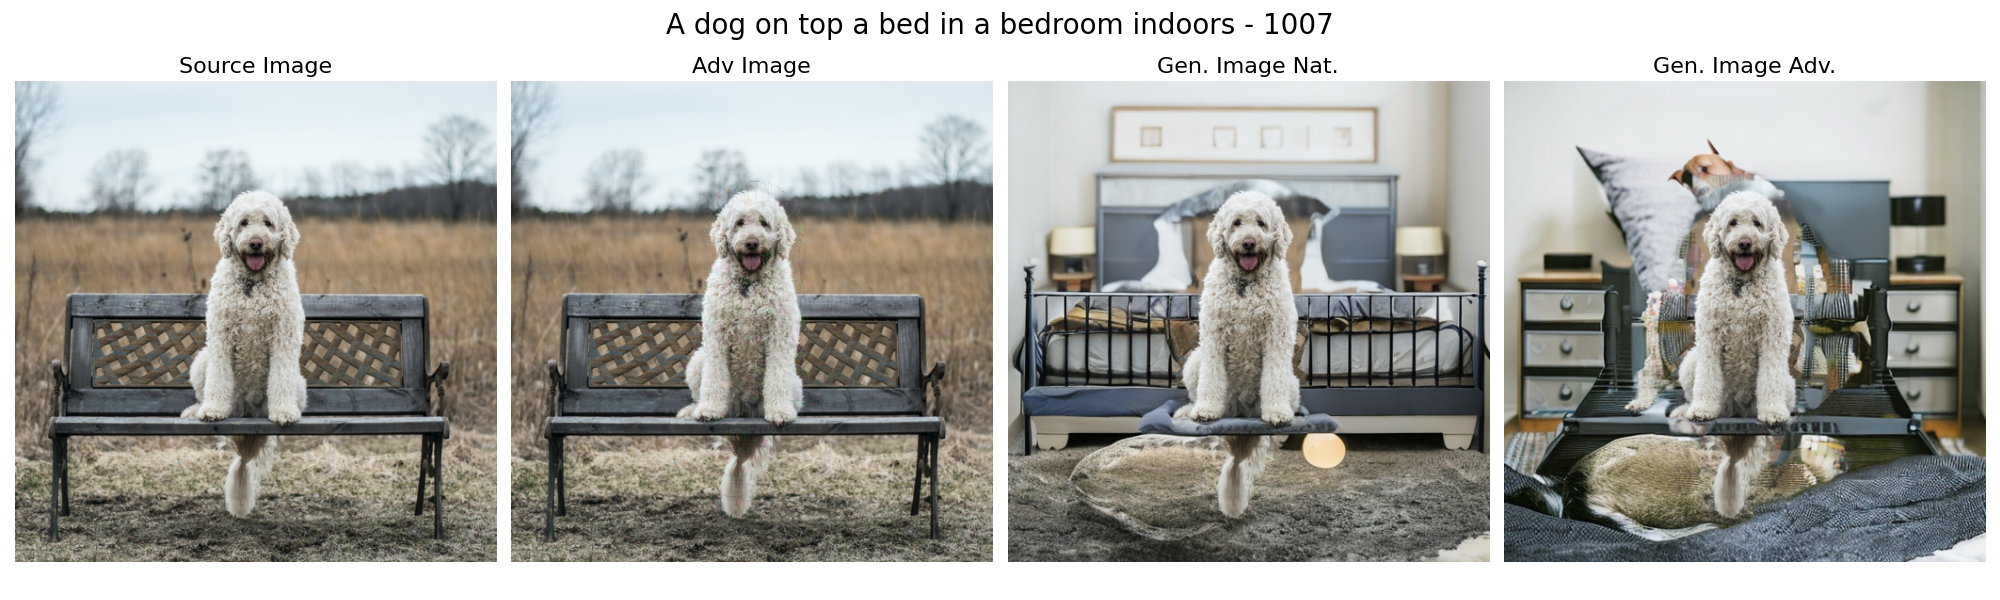 A dog on top a bed in a bedroom indoors - 1007
Source Image
Adv Image
Gen. Image Nat.
Gen. Image Adv.